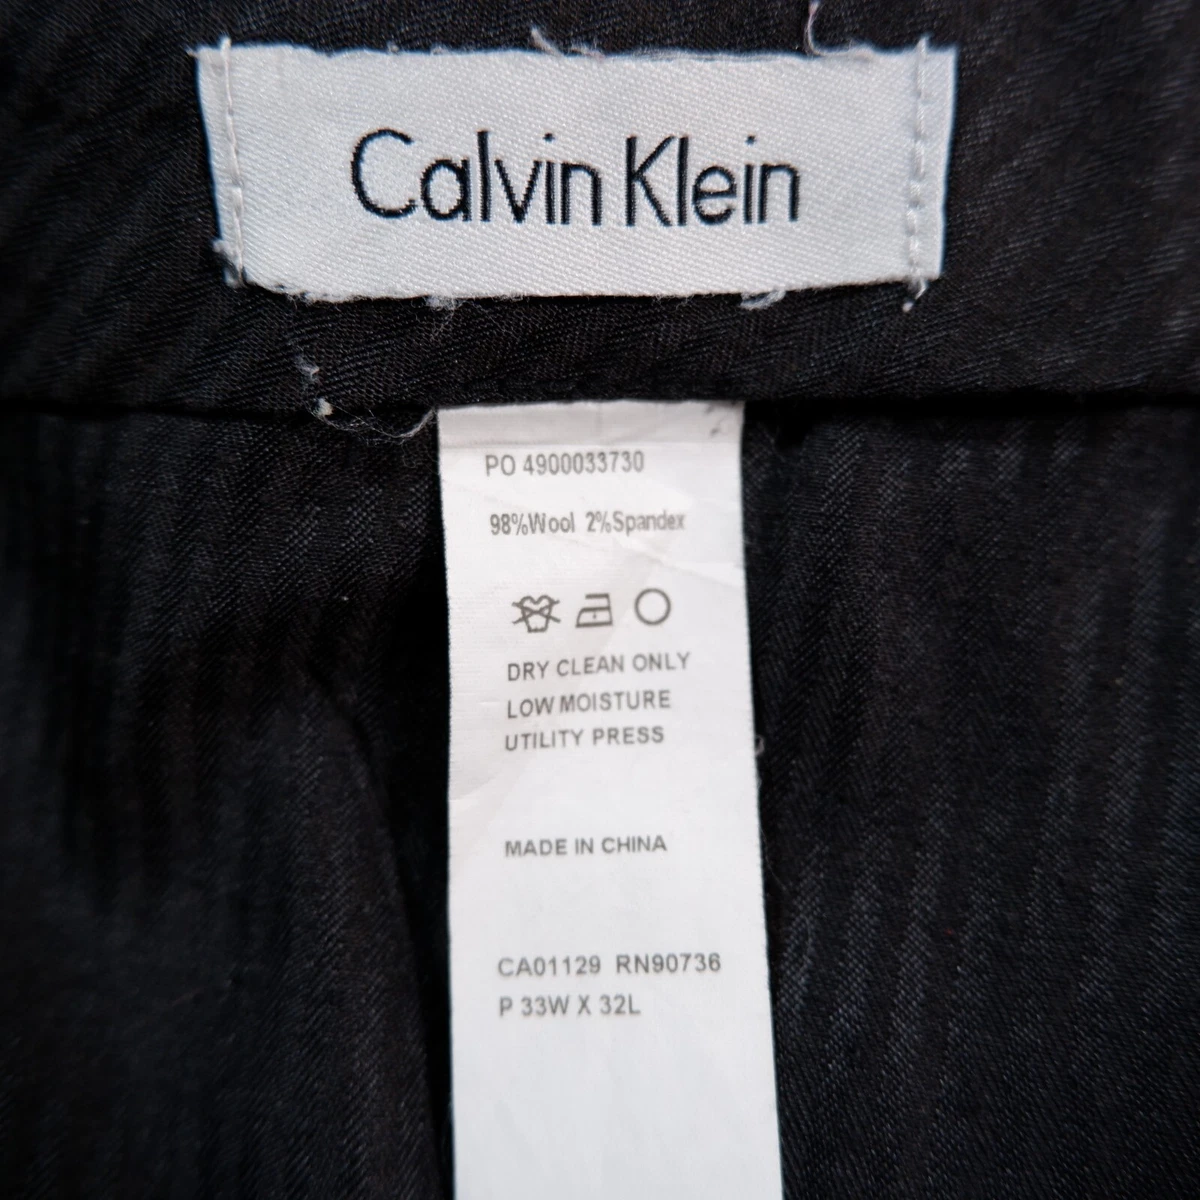 Calvin Klein
PO 4900033730
98%Wool 2%Spandex
DRY CLEAN ONLY
LOW MOISTURE
UTILITY PRESS
MADE IN CHINA
CA01129 RN90736
P 33W X 32L